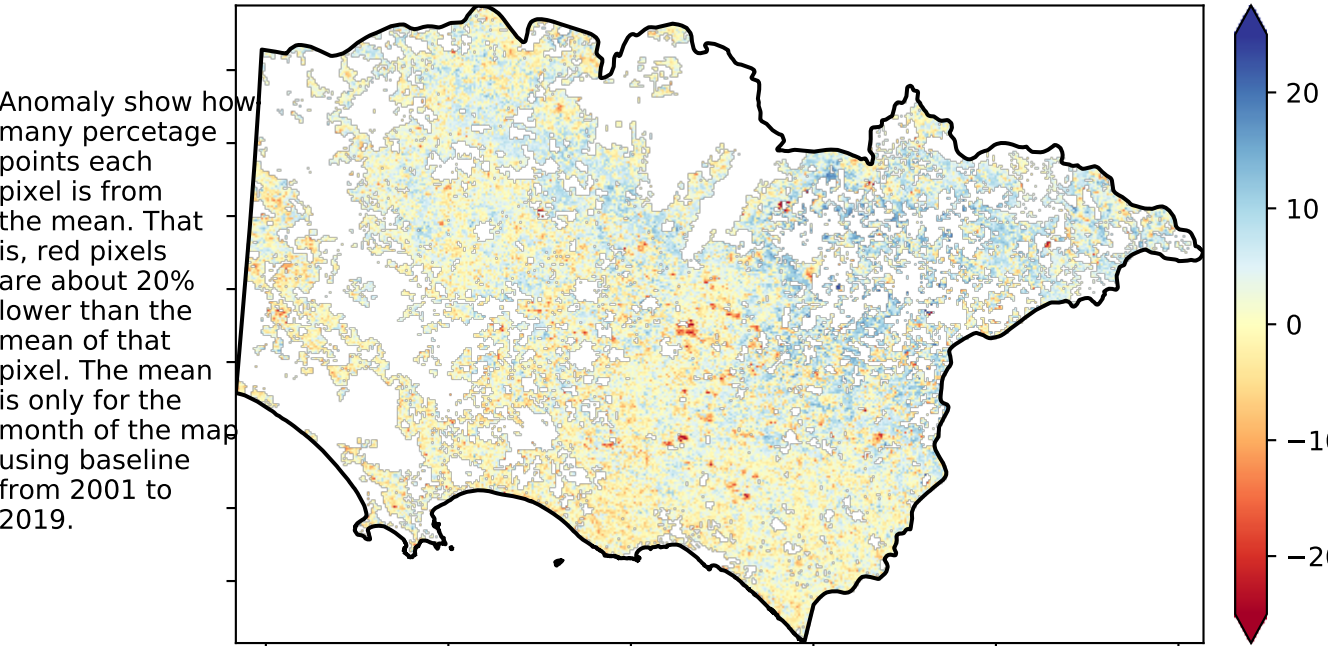 Anomaly show how
many percetage
points each
pixel is from
the mean. That
is, red pixels
are about 20%
lower than the
mean of that
pixel. The mean
is only for the
month of the map
using baseline
from 2001 to
2019.
20
10
0
−10
−20